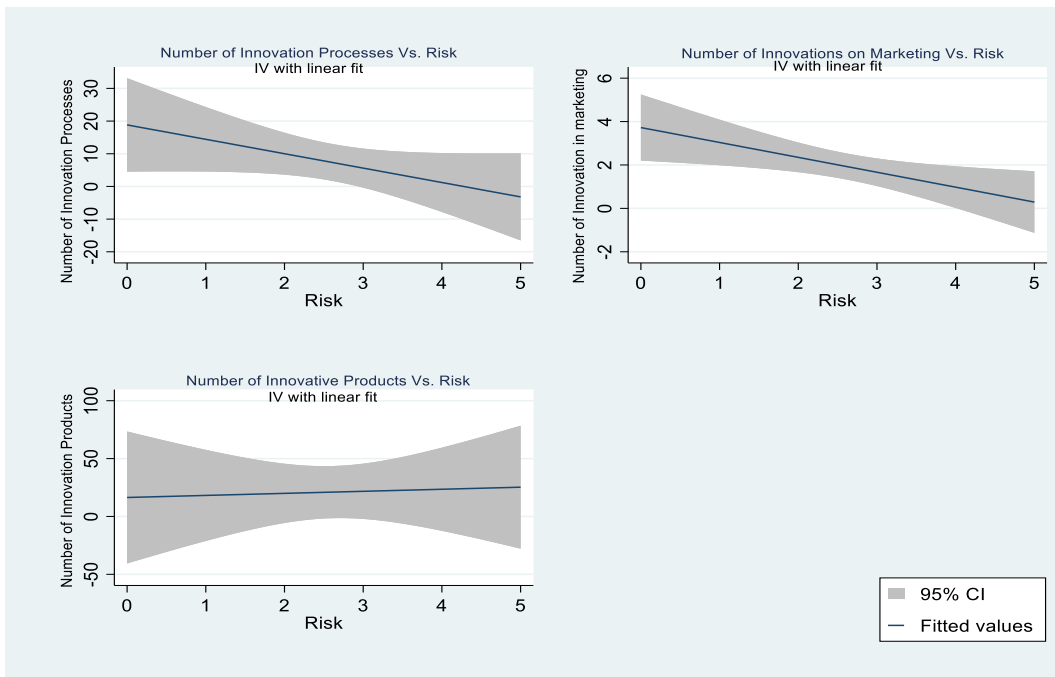 Number of Innovation Processes Vs. Risk
IV with linear fit
Number of Innovation Processes
30
20
10
0
-10
-20
0 1 2 3 4 5
Risk
Number of Innovations on Marketing Vs. Risk
IV with linear fit
Number of Innovation in marketing
6
4
2
0
-2
0 1 2 3 4 5
Risk
Number of Innovative Products Vs. Risk
IV with linear fit
Number of Innovation Products
100
50
0
-50
0 1 2 3 4 5
Risk
95% CI
Fitted values